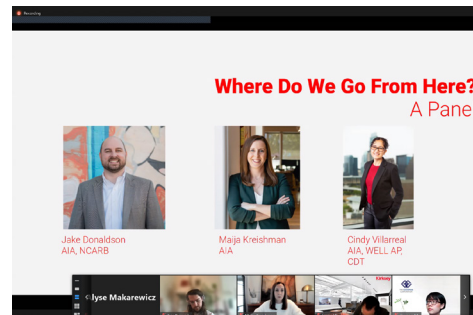 Recording
Where Do We Go From Here?
A Pane
Jake Donaldson
AIA, NCARB
Maija Kreishman
AIA
Cindy Villarreal
AIA, WELL AP,
CDT
lyse Makarewicz
Kirksey